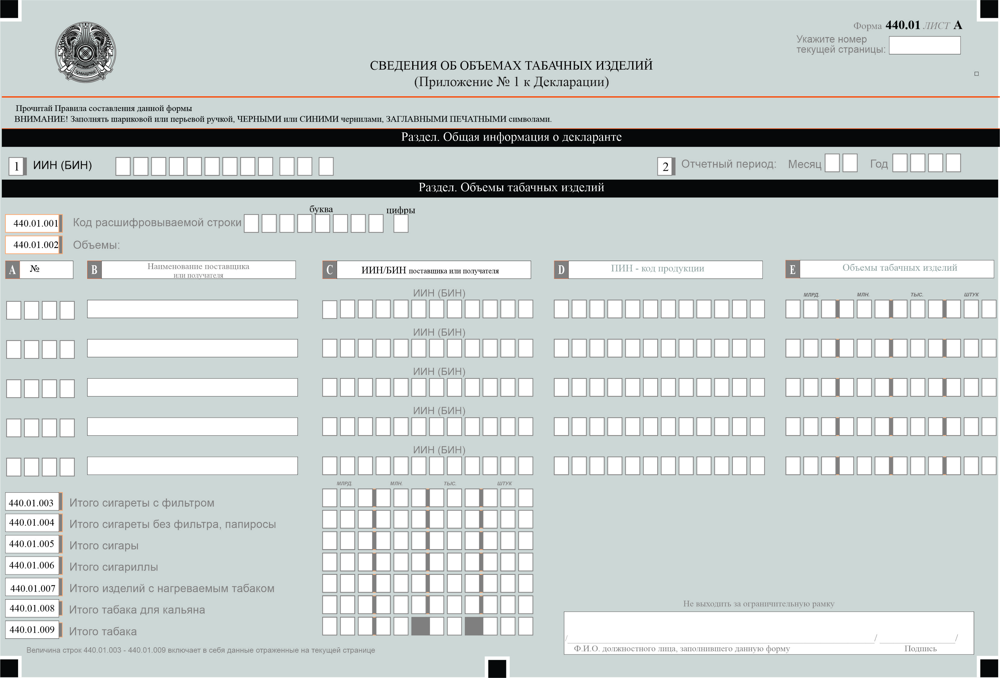 Форма 440.01 ЛИСТ А
Укажите номер
текущей страницы:
СВЕДЕНИЯ ОБ ОБЪЕМАХ ТАБАЧНЫХ ИЗДЕЛИЙ
(Приложение № 1 к Декларации)
Прочитай Правила составления данной формы
ВНИМАНИЕ! Заполнять шариковой или перьевой ручкой, ЧЕРНЫМИ или СИНИМИ чернилами, ЗАГЛАВНЫМИ ПЕЧАТНЫМИ символами.
Раздел. Общая информация о декларанте
1 ИИН (БИН) 2 Отчетный период: Месяц Год
Раздел. Объемы табачных изделий
буква цифры
440.01.001 Код расшифровываемой строки
440.01.002 Объемы:
A № B Наименование поставщика
или получателя
C ИИН/БИН поставщика или получателя D ПИН - код продукции E Объемы табачных изделий
ИИН (БИН) МЛРД. МЛН. ТЫС. ШТУК
ИИН (БИН)
ИИН (БИН)
ИИН (БИН)
ИИН (БИН)
МЛРД. МЛН. ТЫС. ШТУК
440.01.003 Итого сигареты с фильтром
440.01.004 Итого сигареты без фильтра, папиросы
440.01.005 Итого сигары
440.01.006 Итого сигариллы
440.01.007 Итого изделий с нагреваемым табаком
440.01.008 Итого табака для кальяна
440.01.009 Итого табака
Не выходить за ограничительную рамку
/ / /
Ф.И.О. должностного лица, заполнившего данную форму Подпись
Величина строк 440.01.003 - 440.01.009 включает в себя данные отраженные на текущей странице